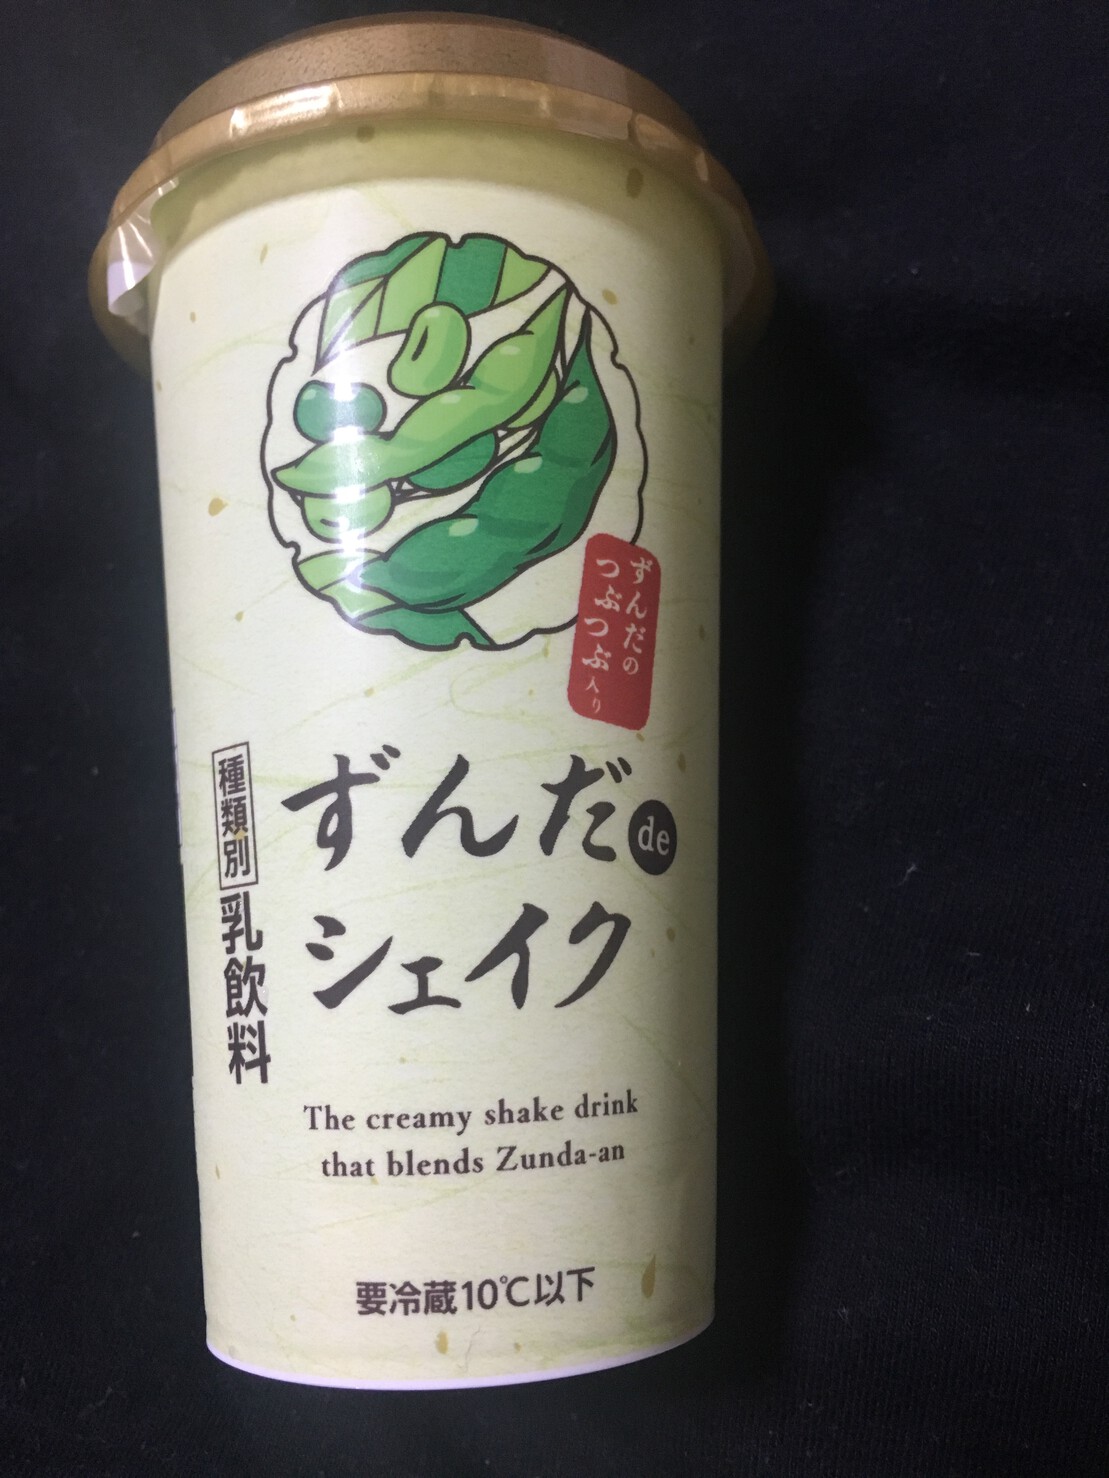 ずんだの
つぶつぶ入り
ずんだde
シェイク
種類別 乳飲料
The creamy shake drink
that blends Zunda-an
要冷蔵10℃以下